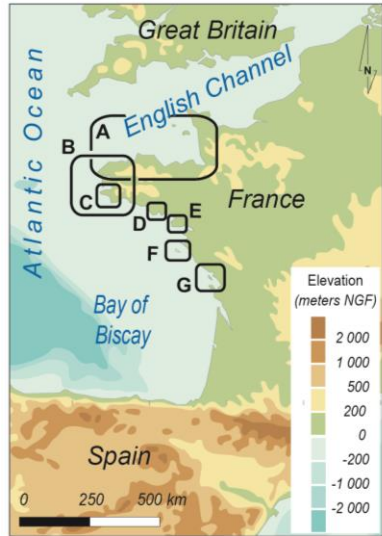 Great Britain
English Channel
Atlantic Ocean
N
A
B
C
D
E
F
G
France
Bay of
Biscay
Spain
Elevation
(meters NGF)
2 000
1 000
500
200
0
-200
-1 000
-2 000
0 250 500 km